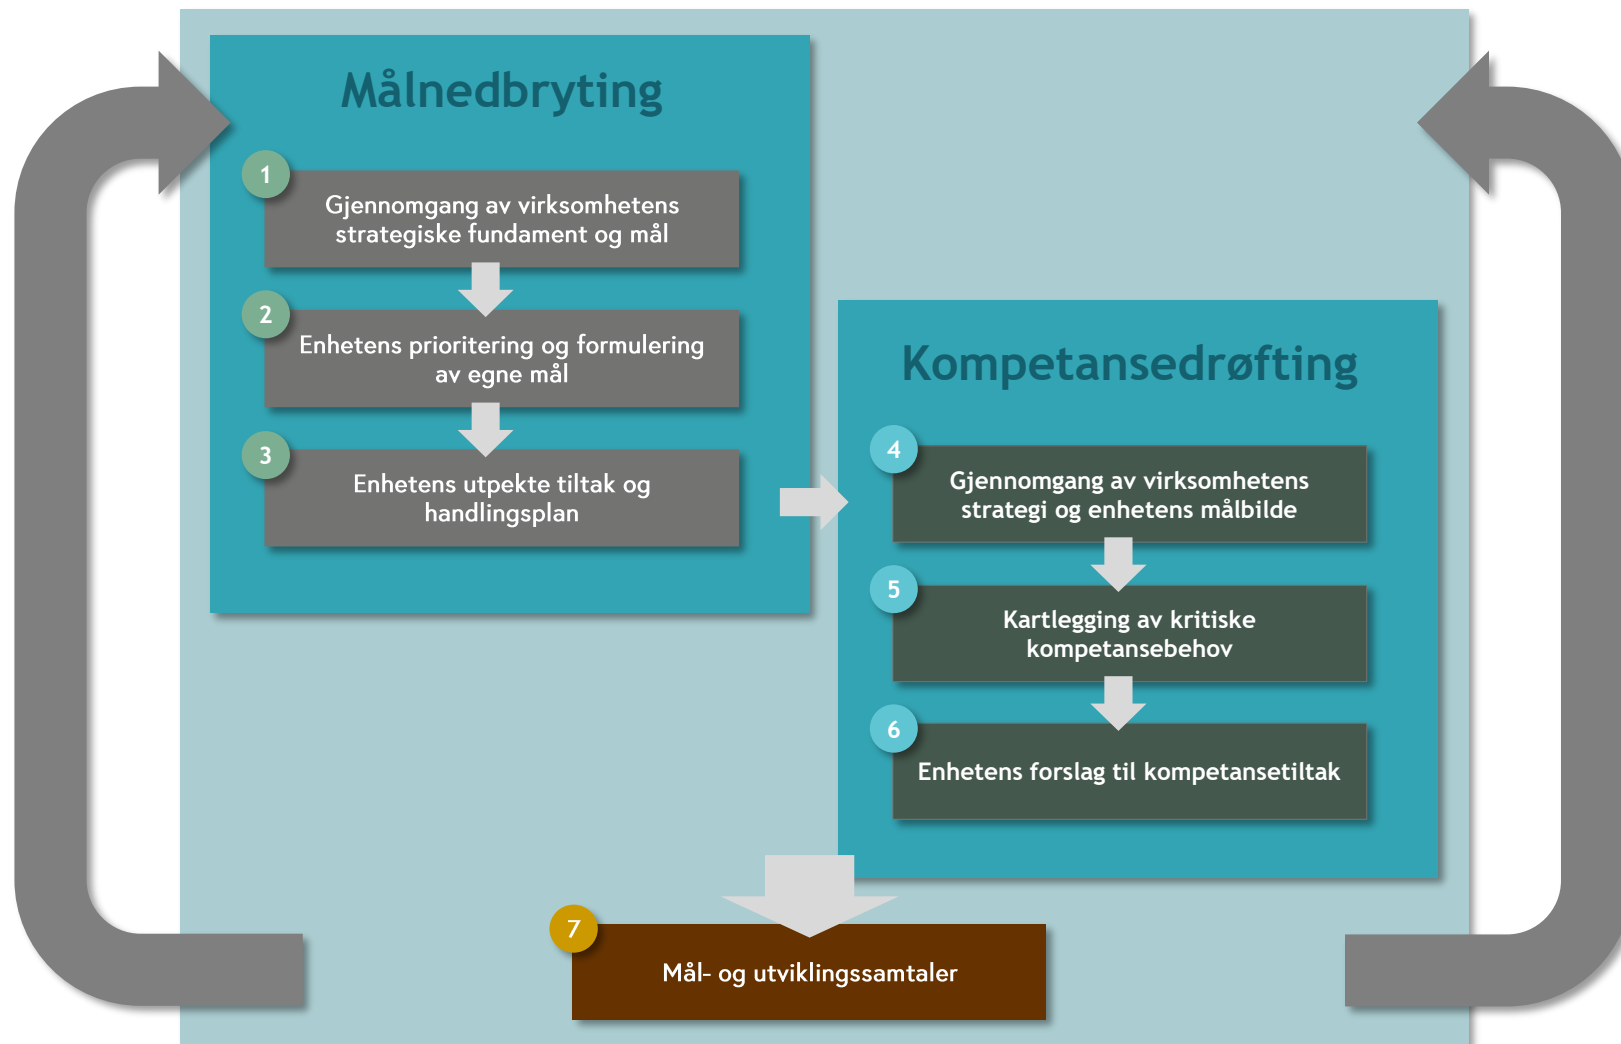 Målnedbryting
1
Gjennomgang av virksomhetens
strategiske fundament og mål
2
Enhetens prioritering og formulering
av egne mål
3
Enhetens utpekte tiltak og
handlingsplan
Kompetansedrøfting
4
Gjennomgang av virksomhetens
strategi og enhetens målbilde
5
Kartlegging av kritiske
kompetansebehov
6
Enhetens forslag til kompetansetiltak
7
Mål- og utviklingssamtaler